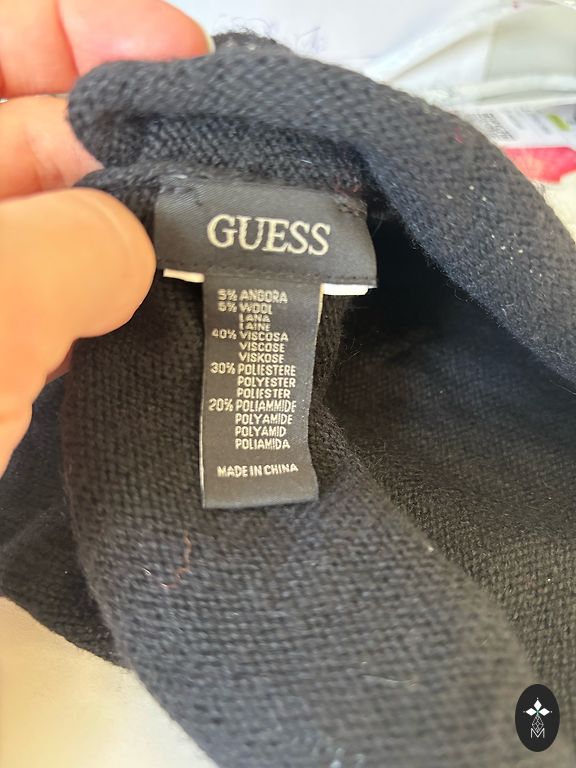 GUESS
5% ANGORA
5% WOOL
LANA
LAINE
40% VISCOSA
VISCOSE
VISKOSE
30% POLIESTERE
POLYESTER
POLIESTER
20% POLIAMMIDE
POLYAMIDE
POLYAMID
POLIAMIDA
MADE IN CHINA
M